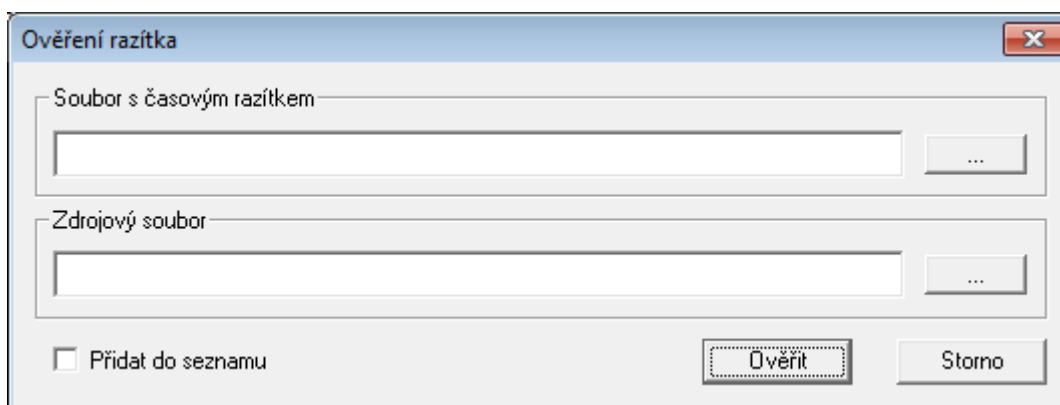 Ověření razítka
Soubor s časovým razítkem
...
Zdrojový soubor
...
Přidat do seznamu
Ověřit
Storno